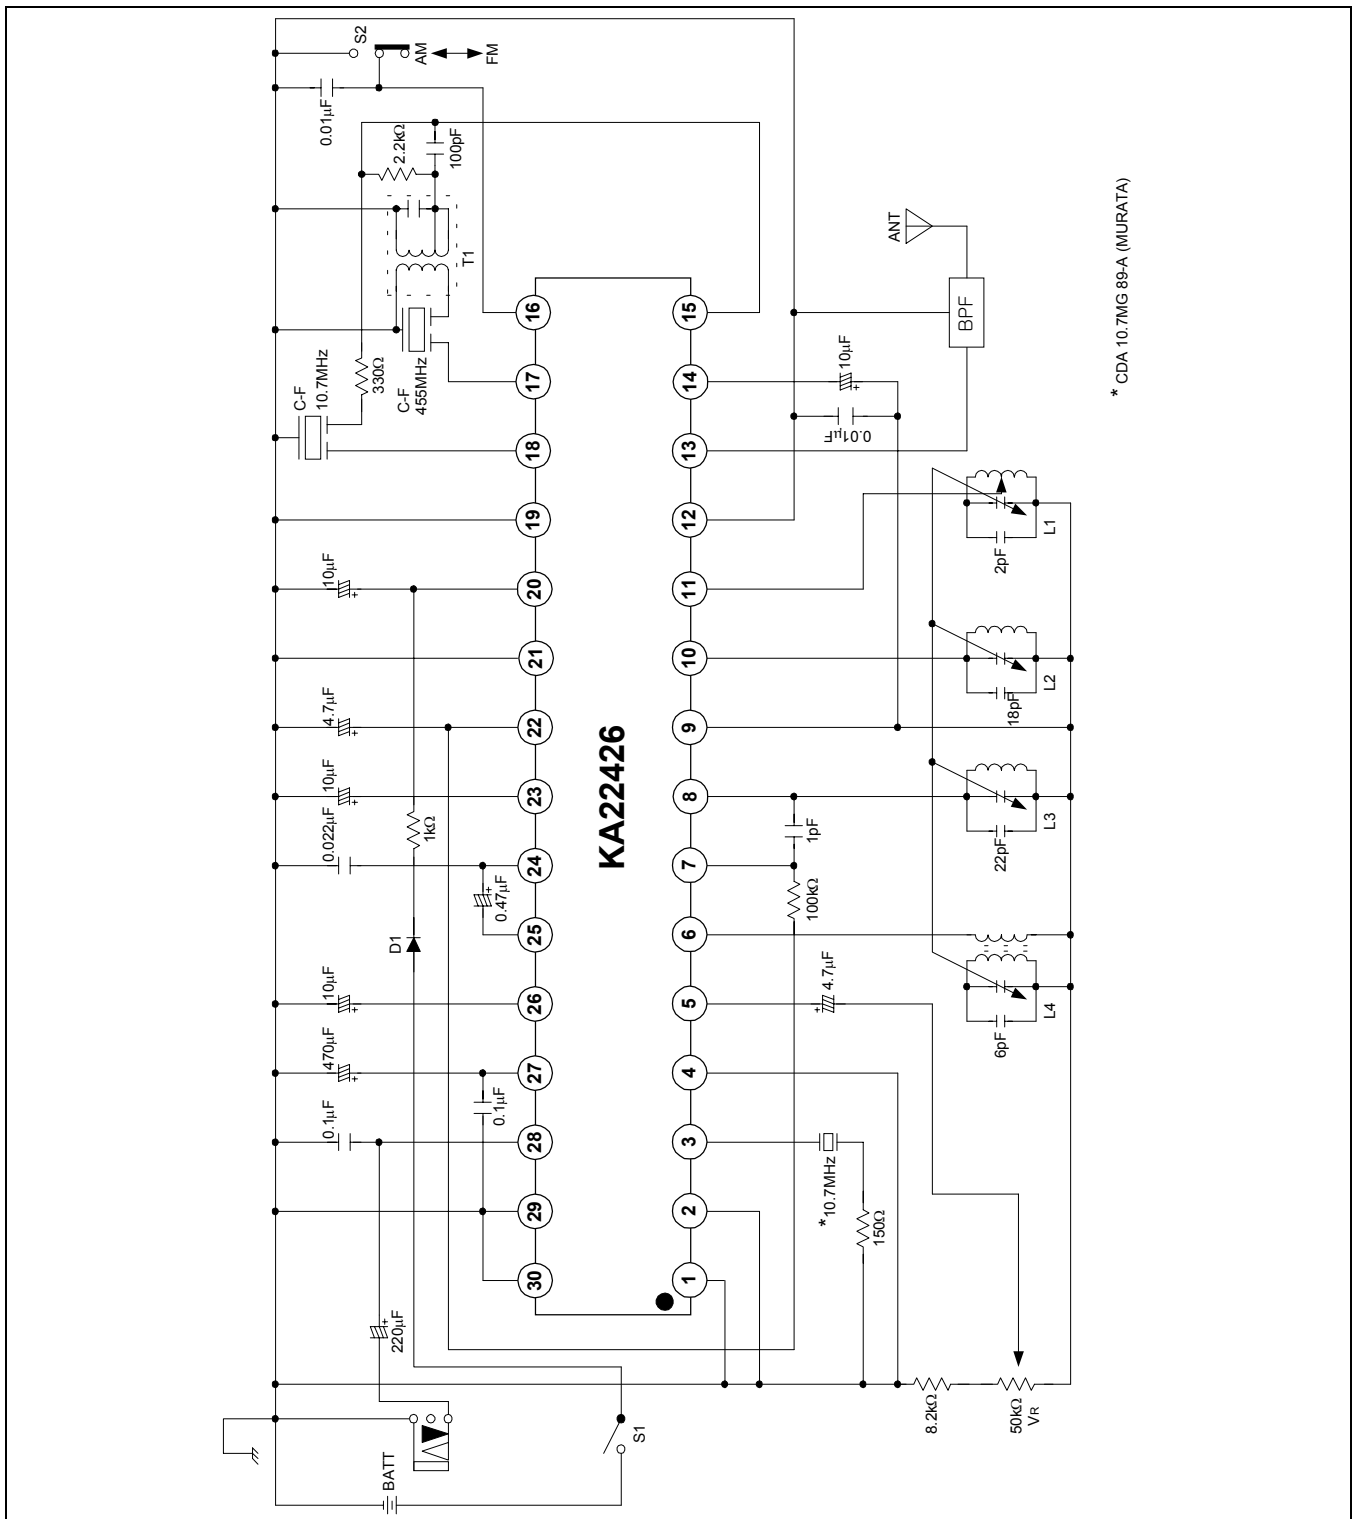 S2
AM
FM
0.01µF
2.2kΩ
100pF
T1
C-F
10.7MHz
330Ω
C-F
455MHz
ANT
BPF
* CDA 10.7MG 89-A (MURATA)
16
15
17
14
10µF
0.01µF
18
13
19
12
10µF
20
11
2pF
L1
21
10
18pF
L2
4.7µF
22
9
10µF
23
8
1pF
22pF
L3
KA22426
0.022µF
1kΩ
24
7
100kΩ
0.47µF
D1
25
6
4.7µF
6pF
L4
10µF
26
5
470µF
27
4
0.1µF
0.1µF
28
3
*10.7MHz
150Ω
29
2
30
1
220µF
8.2kΩ
50kΩ
VR
S1
BATT